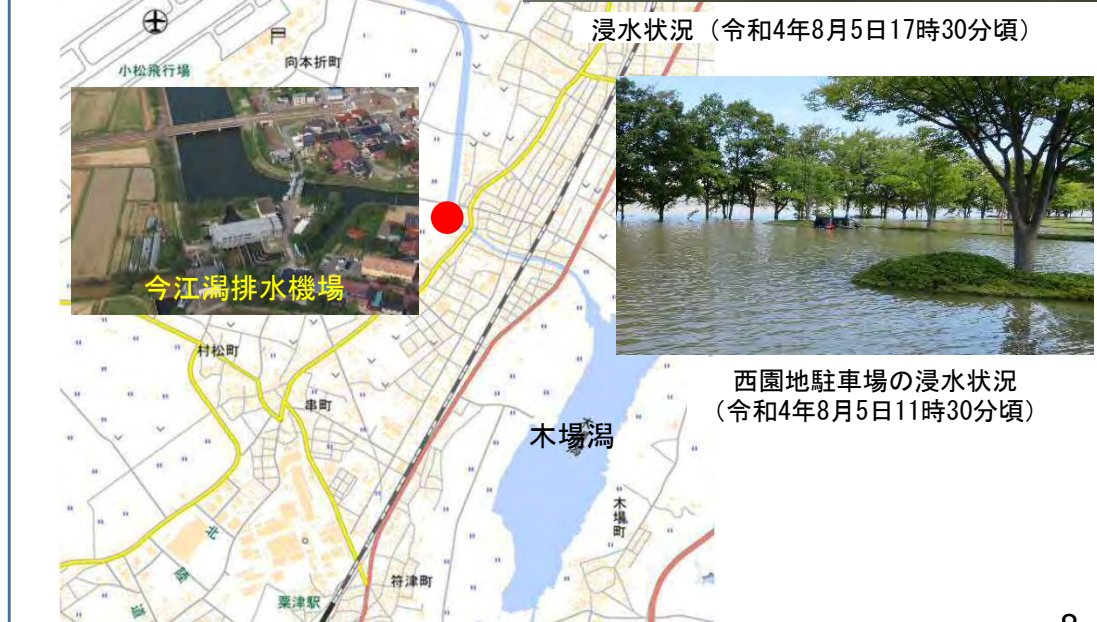 浸水状況（令和4年8月5日17時30分頃）
小松飛行場
向本折町
今江潟排水機場
西園地駐車場の浸水状況
（令和4年8月5日11時30分頃）
村松町
串町
木場潟
木場町
北陸道
符津町
粟津駅